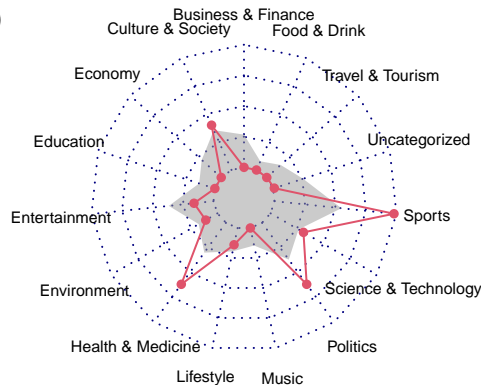 Business & Finance
Culture & Society
Food & Drink
Economy
Travel & Tourism
Education
Uncategorized
Entertainment
Sports
Environment
Science & Technology
Health & Medicine
Politics
Lifestyle
Music